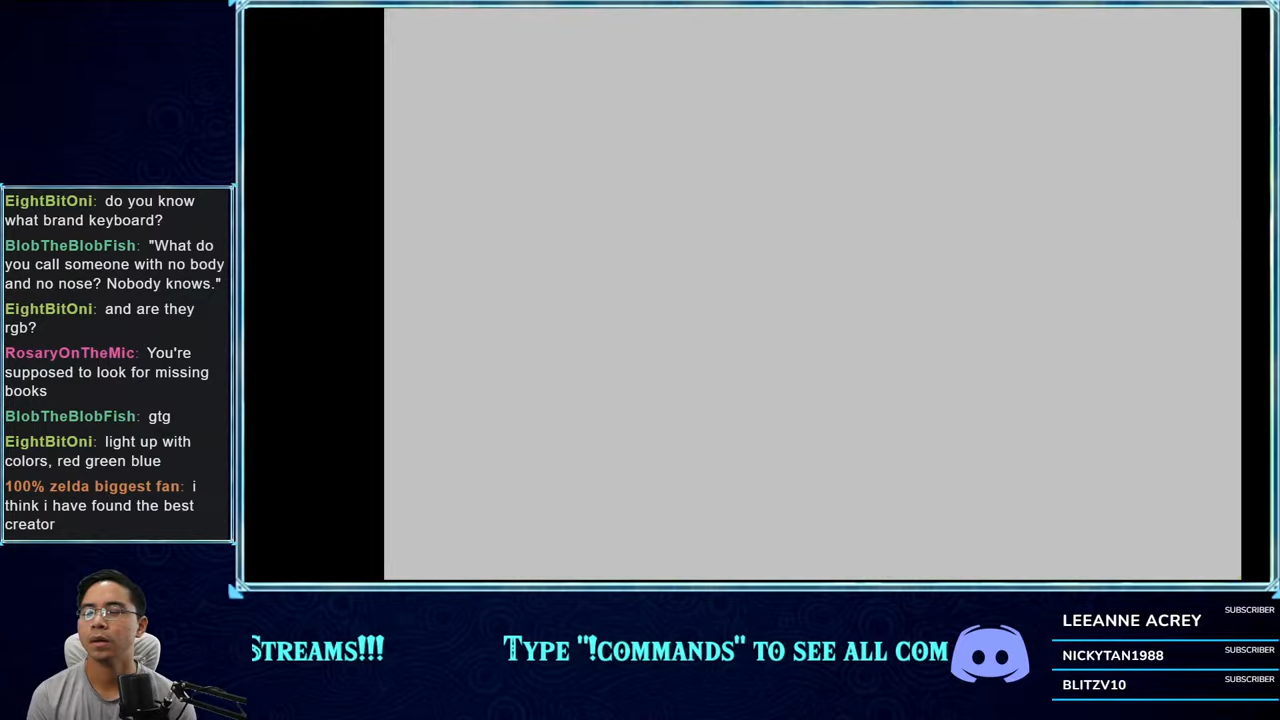 EightBitOni: do you know
what brand keyboard?
BlobTheBlobFish: "What do
you call someone with no body
and no nose? Nobody knows."
EightBitOni: and are they
rgb?
RosaryOnTheMic: You're
supposed to look for missing
books
BlobTheBlobFish: gtg
EightBitOni: light up with
colors, red green blue
100% zelda biggest fan: i
think i have found the best
creator
STREAMS!!! TYPE "!COMMANDS" TO SEE ALL COM
LEEANNE ACREY SUBSCRIBER
NICKYTAN1988 SUBSCRIBER
BLITZV10 SUBSCRIBER